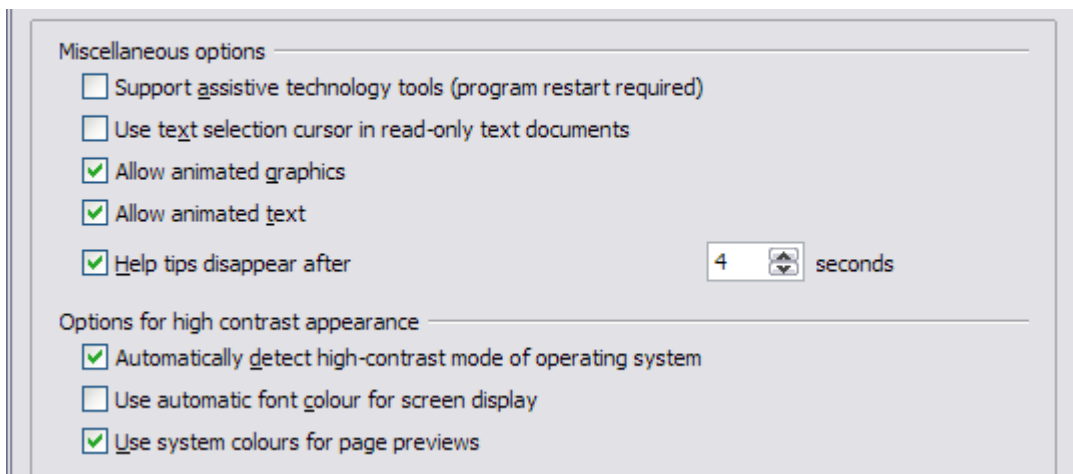 Miscellaneous options
Support assistive technology tools (program restart required)
Use text selection cursor in read-only text documents
Allow animated graphics
Allow animated text
Help tips disappear after 4 seconds
Options for high contrast appearance
Automatically detect high-contrast mode of operating system
Use automatic font colour for screen display
Use system colours for page previews